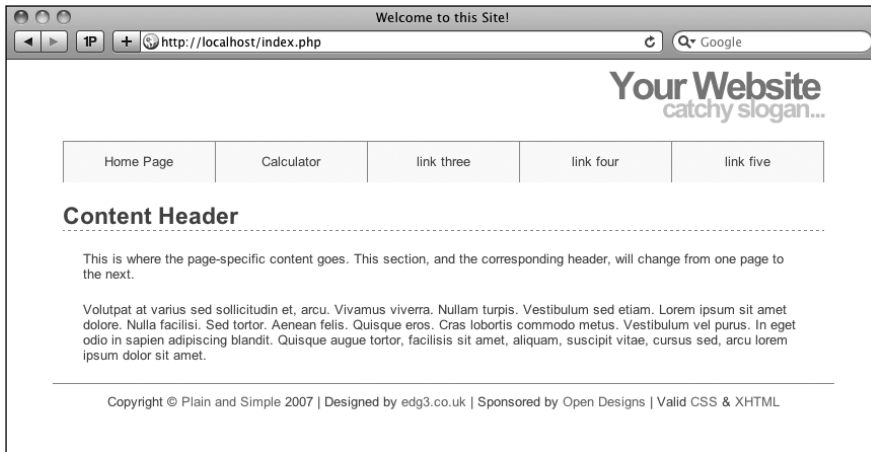 Welcome to this Site!
1P + http://localhost/index.php Google
Your Website
catchy slogan...
Home Page Calculator link three link four link five
Content Header
This is where the page-specific content goes. This section, and the corresponding header, will change from one page to
the next.
Volutpat at varius sed sollicitudin et, arcu. Vivamus viverra. Nullam turpis. Vestibulum sed etiam. Lorem ipsum sit amet
dolore. Nulla facilisi. Sed tortor. Aenean felis. Quisque eros. Cras lobortis commodo metus. Vestibulum vel purus. In eget
odio in sapien adipiscing blandit. Quisque augue tortor, facilisis sit amet, aliquam, suscipit vitae, cursus sed, arcu lorem
ipsum dolor sit amet.
Copyright © Plain and Simple 2007 | Designed by edg3.co.uk | Sponsored by Open Designs | Valid CSS & XHTML